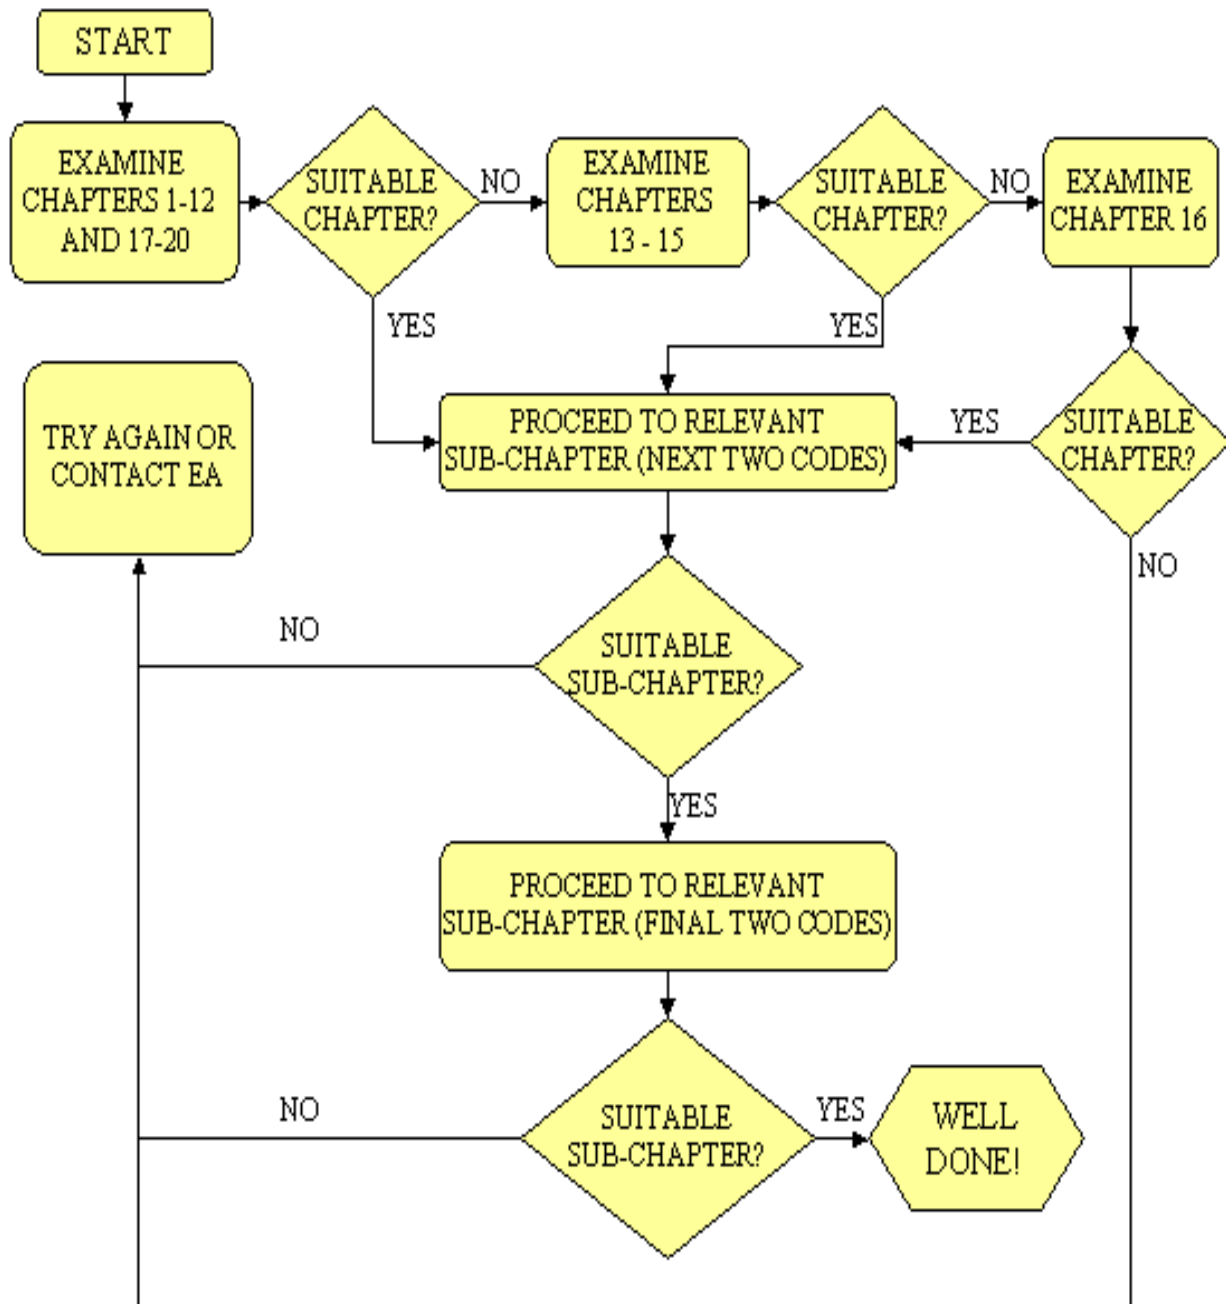 START
EXAMINE
CHAPTERS 1-12
AND 17-20
SUITABLE
CHAPTER?
NO
EXAMINE
CHAPTERS
13 - 15
SUITABLE
CHAPTER?
NO
EXAMINE
CHAPTER 16
YES
YES
TRY AGAIN OR
CONTACT EA
PROCEED TO RELEVANT
SUB-CHAPTER (NEXT TWO CODES)
YES
SUITABLE
CHAPTER?
NO
NO
SUITABLE
SUB-CHAPTER?
YES
PROCEED TO RELEVANT
SUB-CHAPTER (FINAL TWO CODES)
NO
SUITABLE
SUB-CHAPTER?
YES
WELL
DONE!